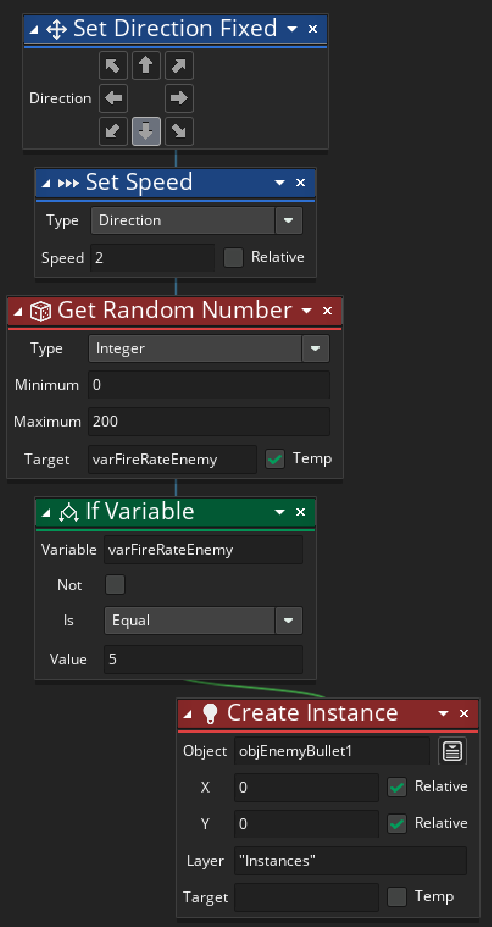 Set Direction Fixed
Direction
Set Speed
Type Direction
Speed 2 Relative
Get Random Number
Type Integer
Minimum 0
Maximum 200
Target varFireRateEnemy Temp
If Variable
Variable varFireRateEnemy
Not
Is Equal
Value 5
Create Instance
Object objEnemyBullet1
X 0 Relative
Y 0 Relative
Layer "Instances"
Target Temp